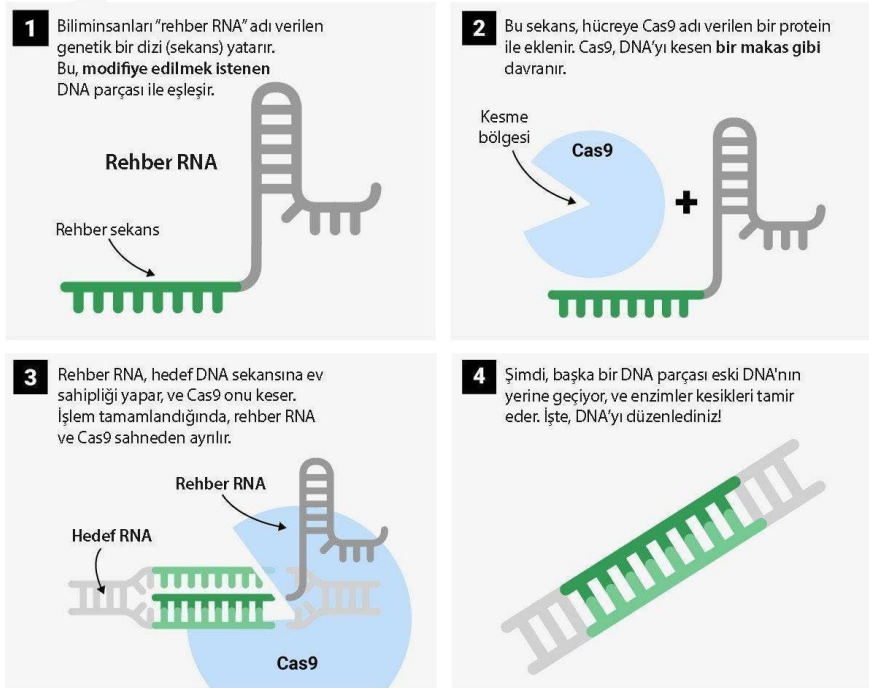 1
Biliminsanları “rehber RNA” adı verilen
genetik bir dizi (sekans) yatarır.
Bu, modifiye edilmek istenen
DNA parçası ile eşleşir.
Rehber RNA
Rehber sekans
2
Bu sekans, hücreye Cas9 adı verilen bir protein
ile eklenir. Cas9, DNA’yı kesen bir makas gibi
davranır.
Kesme
bölgesi
Cas9
+
3
Rehber RNA, hedef DNA sekansına ev
sahipliği yapar, ve Cas9 onu keser.
İşlem tamamlandığında, rehber RNA
ve Cas9 sahneden ayrılır.
Rehber RNA
Hedef RNA
Cas9
4
Şimdi, başka bir DNA parçası eski DNA'nın
yerine geçiyor, ve enzimler kesikleri tamir
eder. İşte, DNA’yı düzenlediniz!